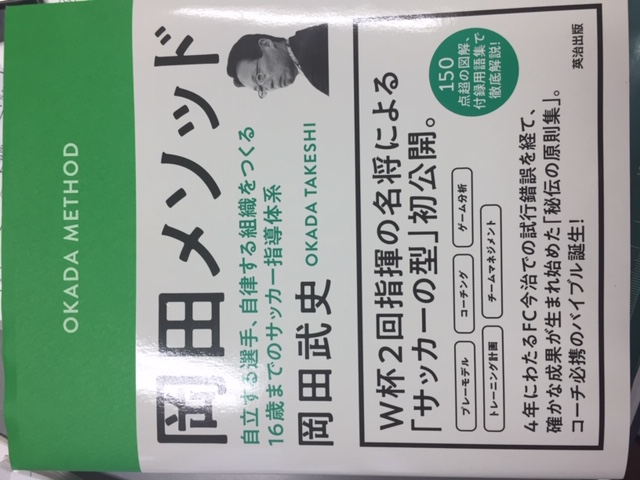 OKADA METHOD
岡田メソッド
自立する選手、自律する組織をつくる
16歳までのサッカー指導体系
岡田武史 OKADA TAKESHI
W杯2回指揮の名将による
「サッカーの型」初公開。
150
点超の図解、
付録用語集で
徹底解説!
プレーモデル
コーチング
ゲーム分析
トレーニング計画
チームマネジメント
4年にわたるFC今治での試行錯誤を経て、
確かな成果が生まれ始めた「秘伝の原則集」。
コーチ必携のバイブル誕生!
英治出版